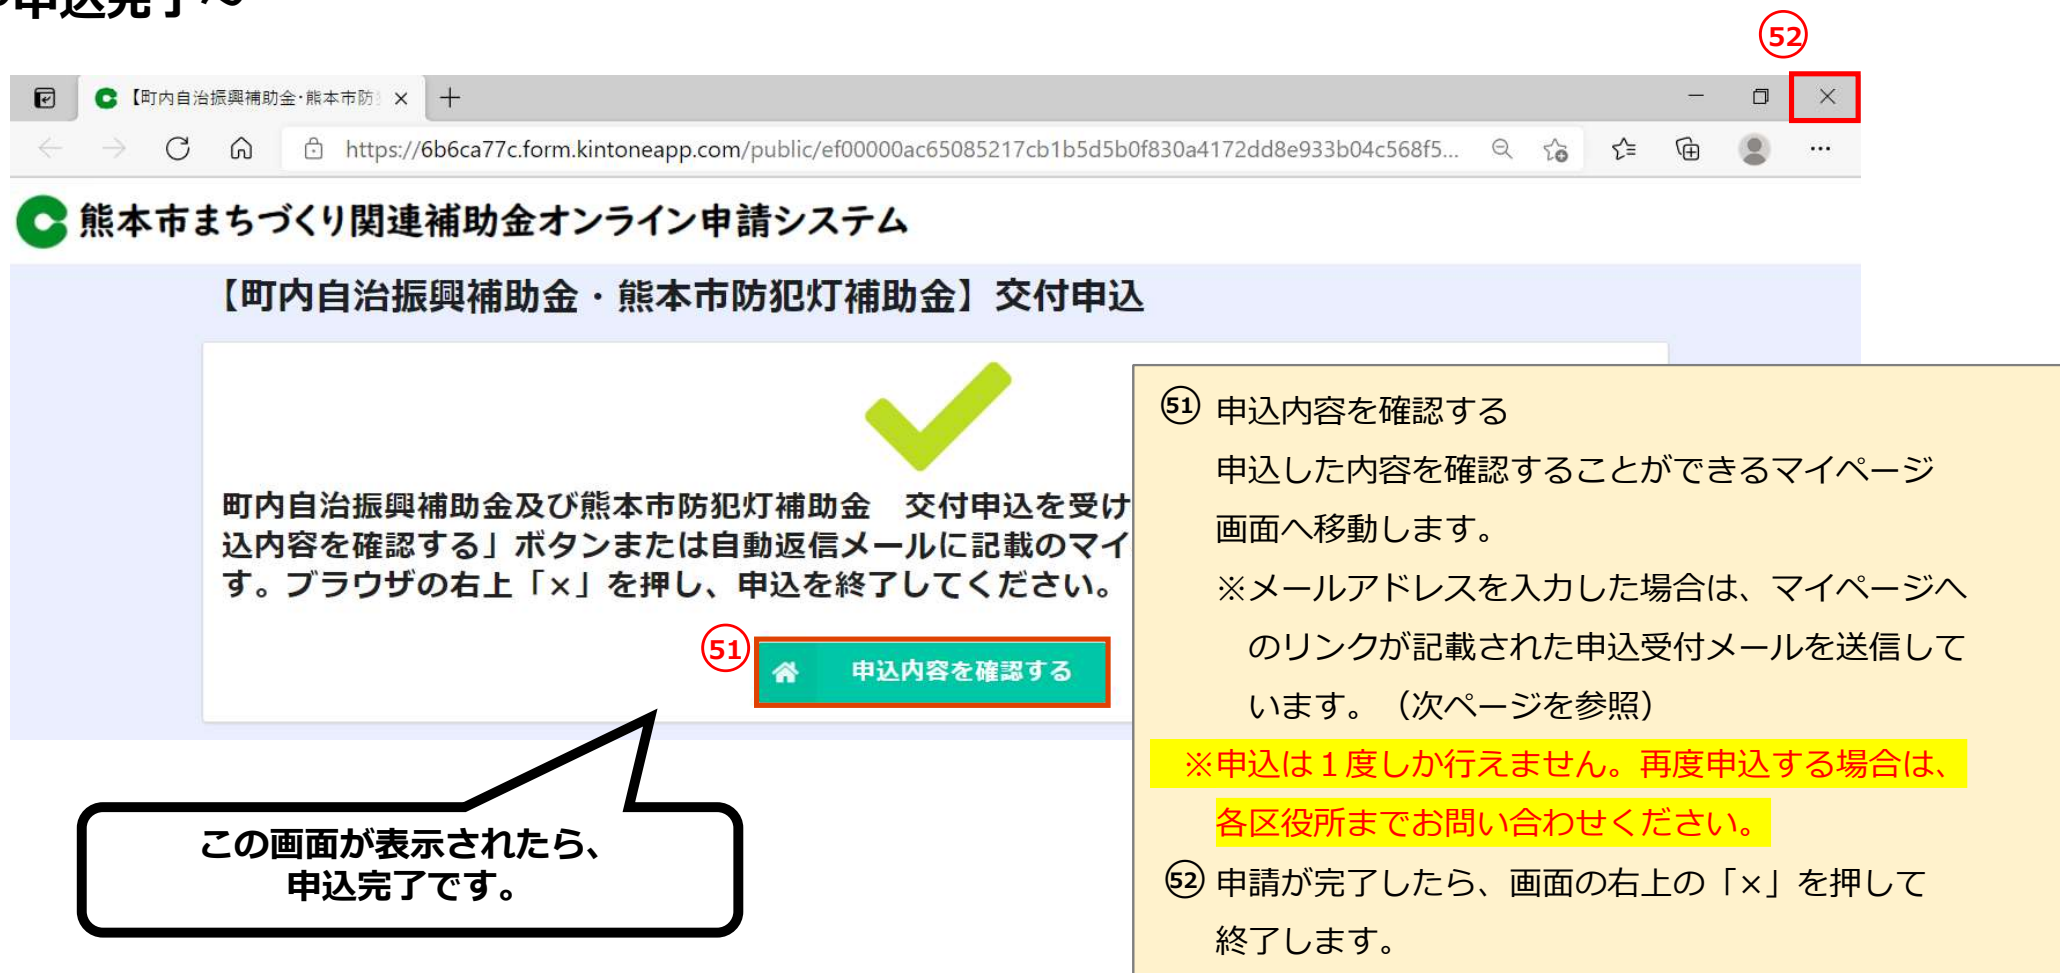 申込完了～
52
【町内自治振興補助金・熊本市防
https://6b6ca77c.form.kintoneapp.com/public/ef00000ac65085217cb1b5d5b0f830a4172dd8e933b04c568f5...
熊本市まちづくり関連補助金オンライン申請システム
【町内自治振興補助金・熊本市防犯灯補助金】交付申込
町内自治振興補助金及び熊本市防犯灯補助金　交付申込を受け
込内容を確認する」ボタンまたは自動返信メールに記載のマイ
す。ブラウザの右上「×」を押し、申込を終了してください。
51
申込内容を確認する
この画面が表示されたら、
申込完了です。
51 申込内容を確認する
申込した内容を確認することができるマイページ
画面へ移動します。
※メールアドレスを入力した場合は、マイページへ
のリンクが記載された申込受付メールを送信して
います。（次ページを参照）
※申込は１度しか行えません。再度申込する場合は、
各区役所までお問い合わせください。
52 申請が完了したら、画面の右上の「×」を押して
終了します。